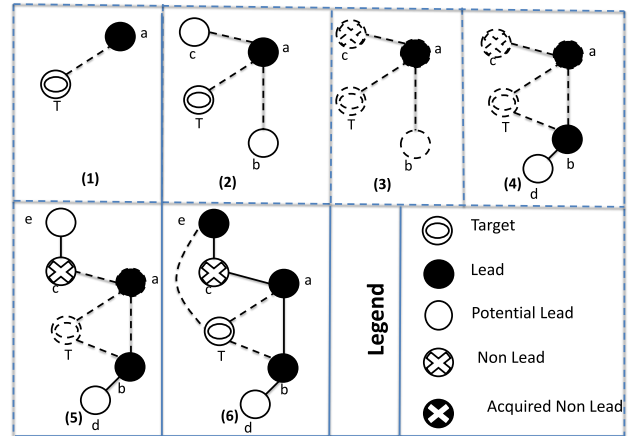 a
T
(1)
c
a
T
b
(2)
c
a
T
b
(3)
c
a
T
b
d
(4)
e
c
a
T
b
d
(5)
e
c
a
T
b
d
(6)
Legend
Target
Lead
Potential Lead
Non Lead
Acquired Non Lead